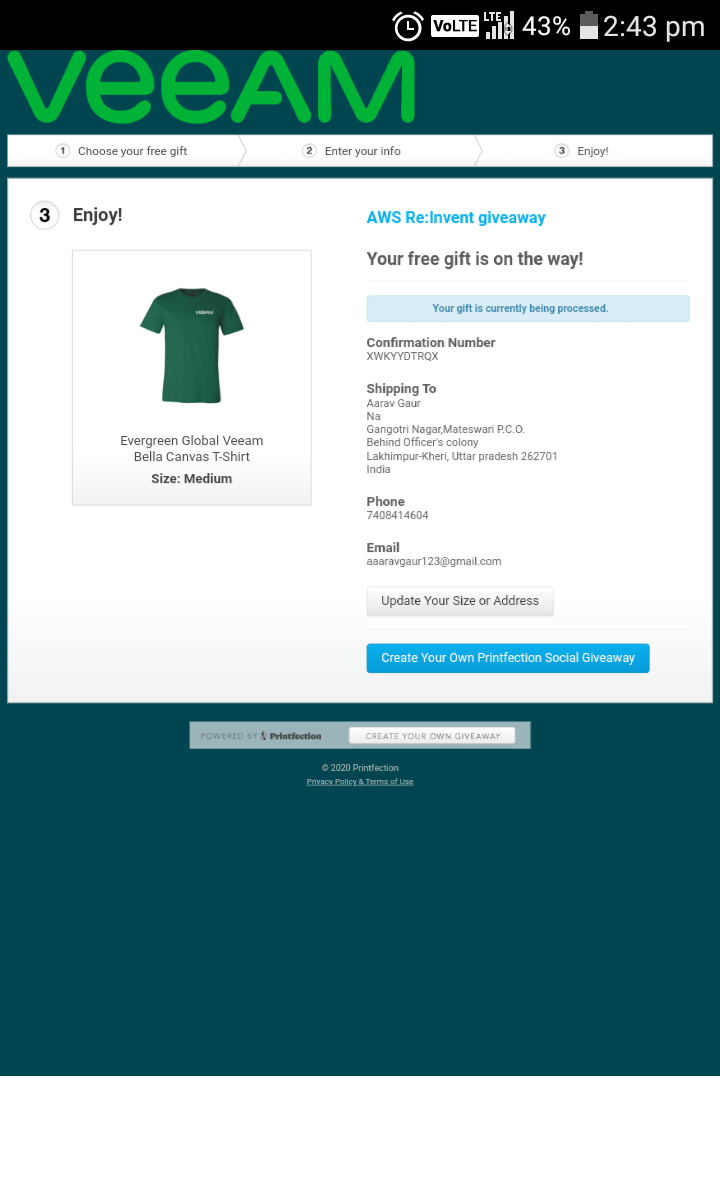 VoLTE LTE 43% 2:43 pm
veeam
1 Choose your free gift
2 Enter your info
3 Enjoy!
3 Enjoy!
veeam
Evergreen Global Veeam
Bella Canvas T-Shirt
Size: Medium
AWS Re:Invent giveaway
Your free gift is on the way!
Your gift is currently being processed.
Confirmation Number
XWKYYDTRQX
Shipping To
Aarav Gaur
Na
Gangotri Nagar,Mateswari P.C.O.
Behind Officer's colony
Lakhimpur-Kheri, Uttar pradesh 262701
India
Phone
7408414604
Email
aaaravgaur123@gmail.com
Update Your Size or Address
Create Your Own Printfection Social Giveaway
POWERED BY Printfection
CREATE YOUR OWN GIVEAWAY
© 2020 Printfection
Privacy Policy & Terms of Use